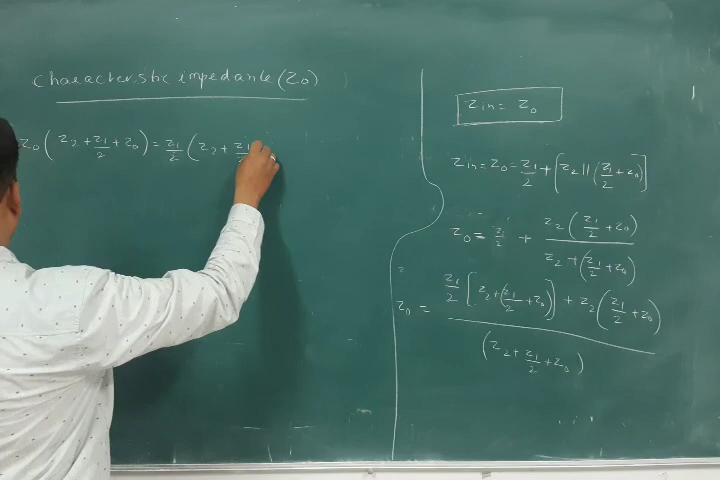 Characteristic impedance (Z0)
Z0 ( Z2 + Z1/2 + Z0 ) = Z1/2 ( Z2 + Z1
Zin = Z0
Zin = Z0 = Z1/2 + [ Z2 || ( Z1/2 + Z0 ) ]
Z0 = Z1/2 + Z2 ( Z1/2 + Z0 ) / Z2 + ( Z1/2 + Z0 )
Z0 = Z1/2 [ Z2 + ( Z1/2 + Z0 ) ] + Z2 ( Z1/2 + Z0 ) / ( Z2 + Z1/2 + Z0 )